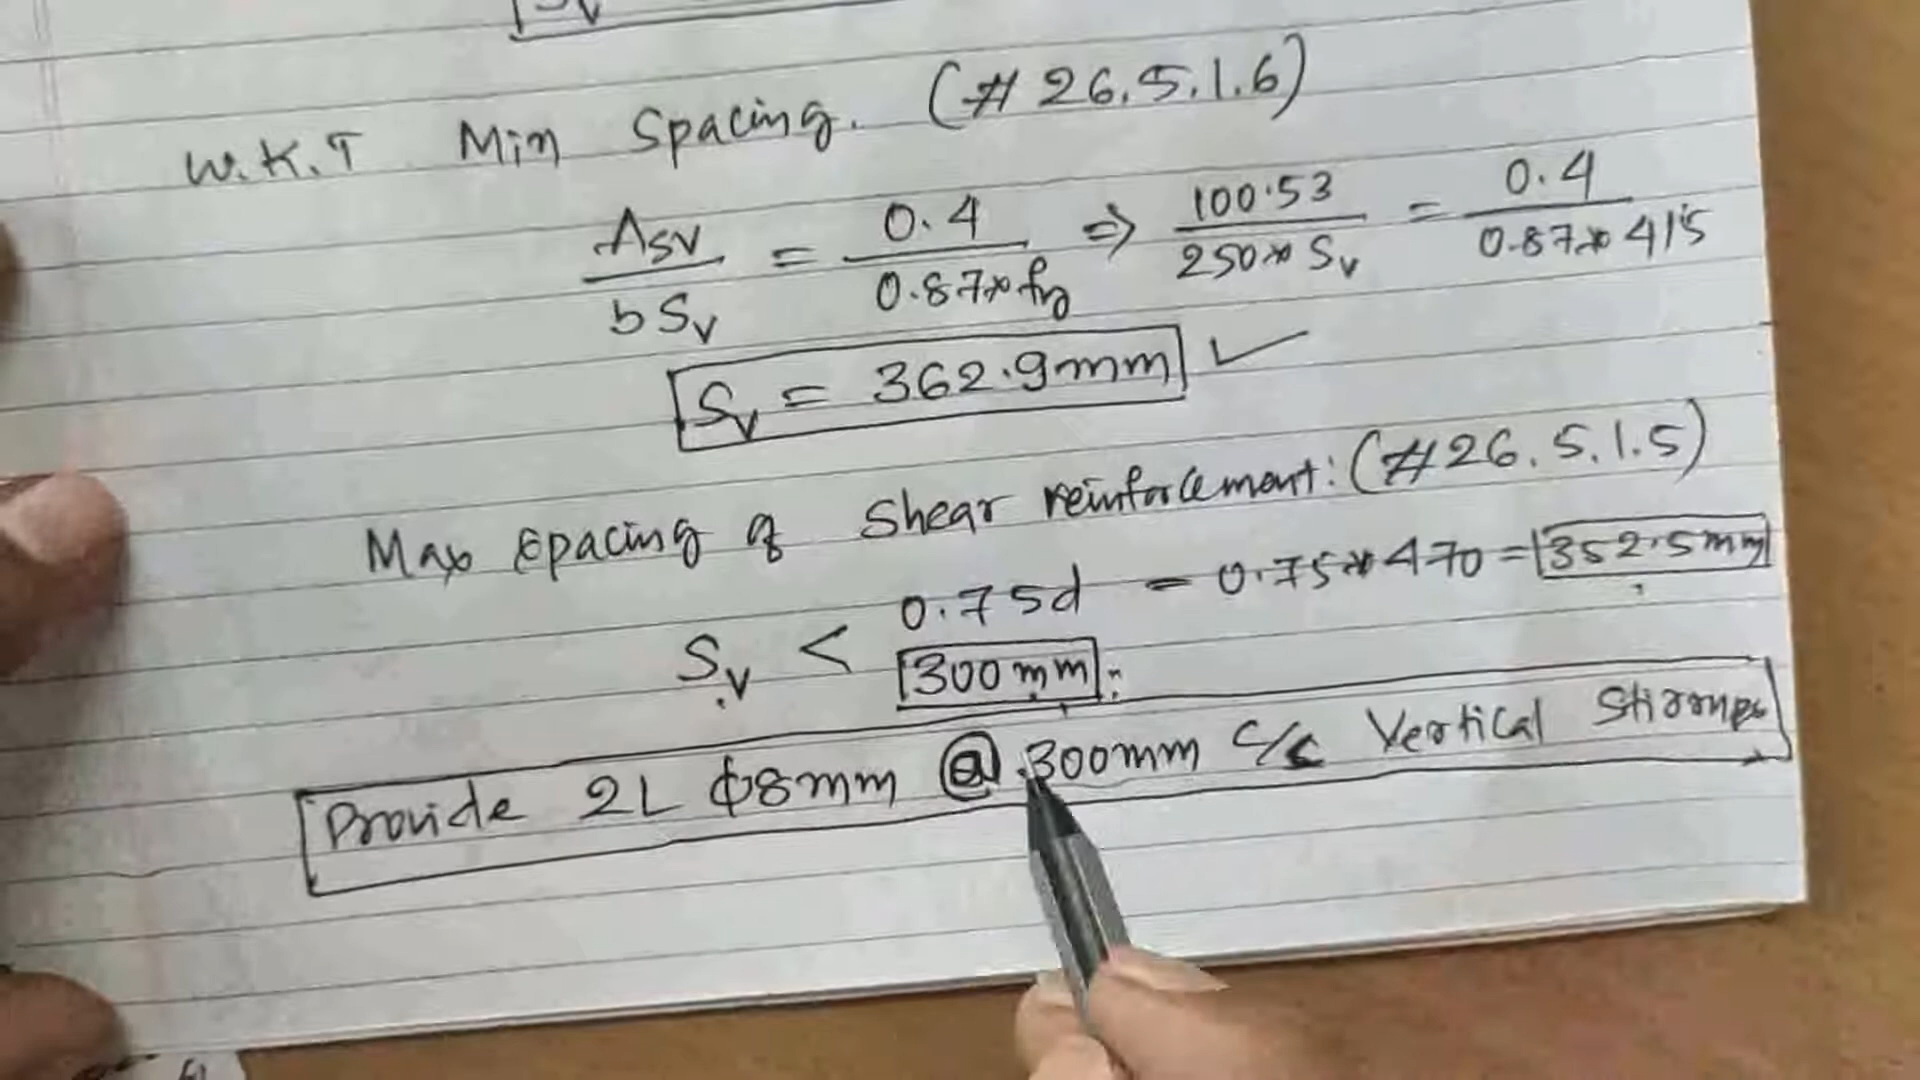 Sv
W.K.T Min Spacing. (# 26.5.1.6)
Asv / bSv = 0.4 / 0.87*fy ⇒ 100.53 / 250*Sv = 0.4 / 0.87*415
Sv = 362.9mm ✓
Max Spacing of Shear reinforcement: (#26.5.1.5)
Sv < 0.75d - 0.75*470 = 352.5mm
300mm
Provide 2L ϕ8mm @ 300mm c/c Vertical Stirrups